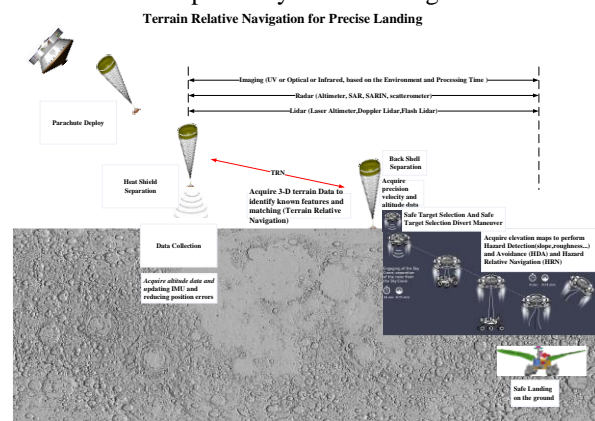 Terrain Relative Navigation for Precise Landing
Imaging (UV or Optical or Infrared, based on the Environment and Processing Time )
Radar (Altimeter, SAR, SARIN, scatterometer)
Lidar (Laser Altimeter,Doppler Lidar,Flash Lidar)
Parachute Deploy
Heat Shield
Separation
TRN
Acquire 3-D terrain Data to
identify known features and
matching (Terrain Relative
Navigation)
Back Shell
Separation
Acquire
precision
velocity and
altitude data
Safe Target Selection And Safe
Target Selection Divert Maneuver
Data Collection
Acquire altitude data and
updating IMU and
reducing position errors
Acquire elevation maps to perform
Hazard Detection(slope,roughness...)
and Avoidance (HDA) and Hazard
Relative Navigation (HRN)
Safe Landing
on the ground